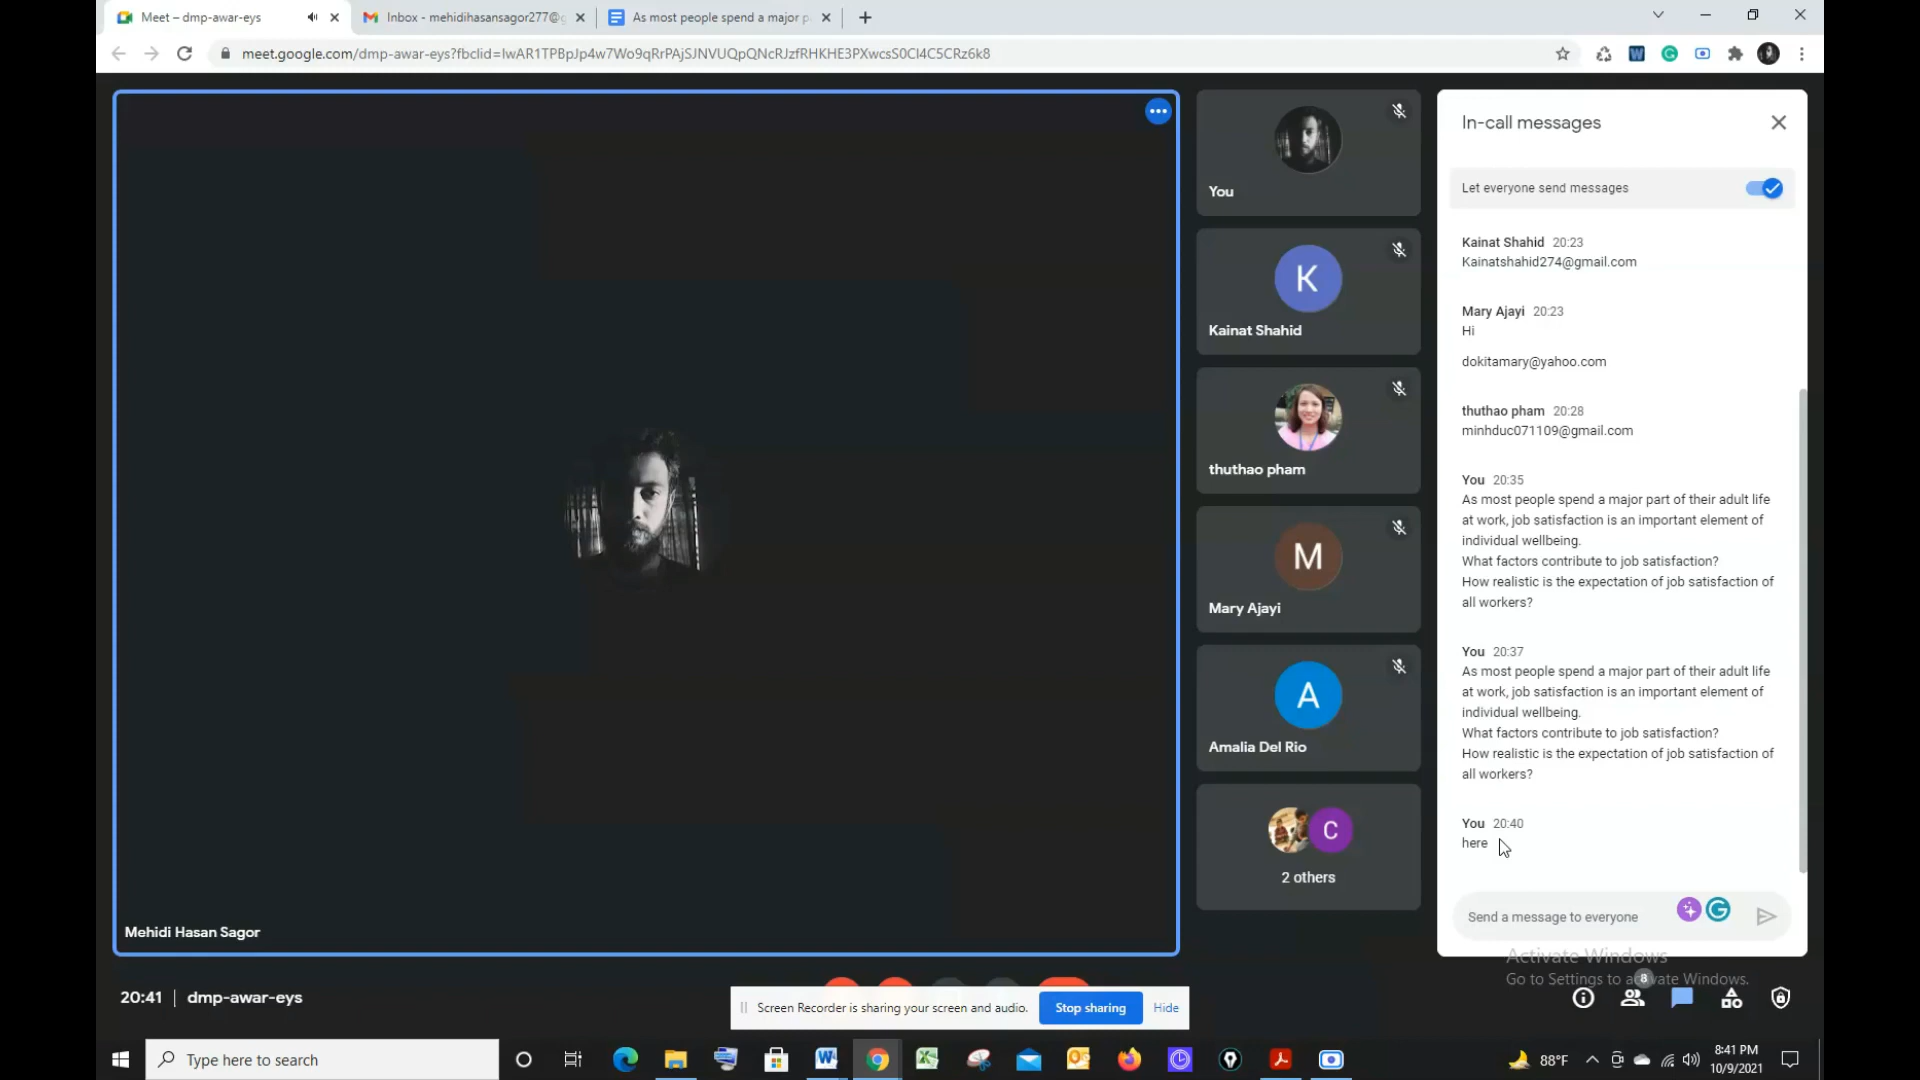 Meet – dmp-awar-eys
Inbox - mehidihasansagor277@g
As most people spend a major p
meet.google.com/dmp-awar-eys?fbclid=IwAR1TPBpJp4w7Wo9qRrPAjSJNVUQpQNcRJzfRHKHE3PXwcsS0Cl4C5CRz6k8
You
Kainat Shahid
K
thuthao pham
Mary Ajayi
M
Amalia Del Rio
A
2 others
C
Mehidi Hasan Sagor
In-call messages
Let everyone send messages
Kainat Shahid 20:23
Kainatshahid274@gmail.com
Mary Ajayi 20:23
Hi
dokitamary@yahoo.com
thuthao pham 20:28
minhduc071109@gmail.com
You 20:35
As most people spend a major part of their adult life
at work, job satisfaction is an important element of
individual wellbeing.
What factors contribute to job satisfaction?
How realistic is the expectation of job satisfaction of
all workers?
You 20:37
As most people spend a major part of their adult life
at work, job satisfaction is an important element of
individual wellbeing.
What factors contribute to job satisfaction?
How realistic is the expectation of job satisfaction of
all workers?
You 20:40
here
Send a message to everyone
Activate Windows
Go to Settings to activate Windows.
8
20:41 | dmp-awar-eys
Screen Recorder is sharing your screen and audio.
Stop sharing
Hide
Type here to search
88°F
8:41 PM
10/9/2021